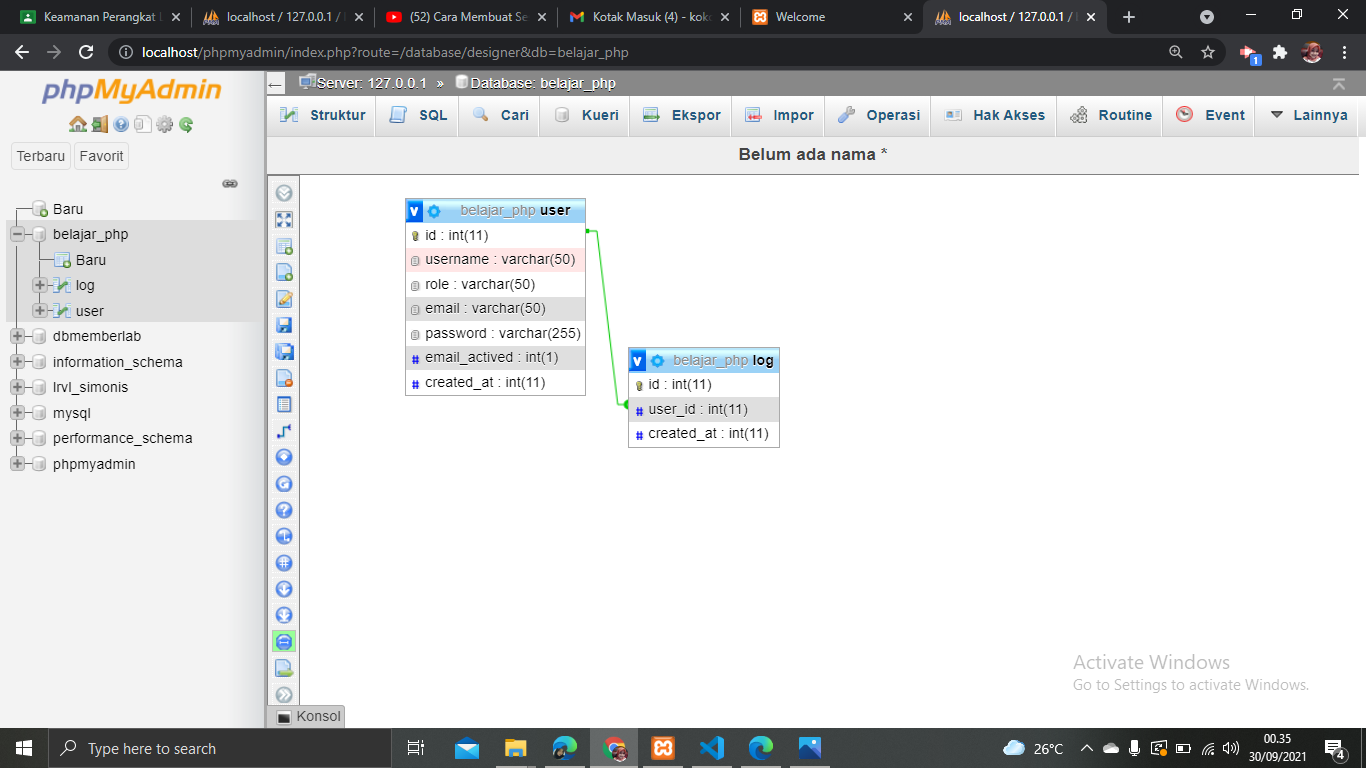 Keamanan Perangkat L
localhost / 127.0.0.1 / b
(52) Cara Membuat Se
Kotak Masuk (4) - koko
Welcome
localhost / 127.0.0.1 /
localhost/phpmyadmin/index.php?route=/database/designer&db=belajar_php
1
phpMyAdmin
Terbaru
Favorit
Baru
belajar_php
Baru
log
user
dbmemberlab
information_schema
lrvl_simonis
mysql
performance_schema
phpmyadmin
Server: 127.0.0.1 » Database: belajar_php
Struktur
SQL
Cari
Kueri
Ekspor
Impor
Operasi
Hak Akses
Routine
Event
Lainnya
Belum ada nama *
v belajar_php user
id : int(11)
username : varchar(50)
role : varchar(50)
email : varchar(50)
password : varchar(255)
# email_actived : int(1)
# created_at : int(11)
v belajar_php log
id : int(11)
# user_id : int(11)
# created_at : int(11)
Konsol
Activate Windows
Go to Settings to activate Windows.
Type here to search
26°C
00.35
30/09/2021
4